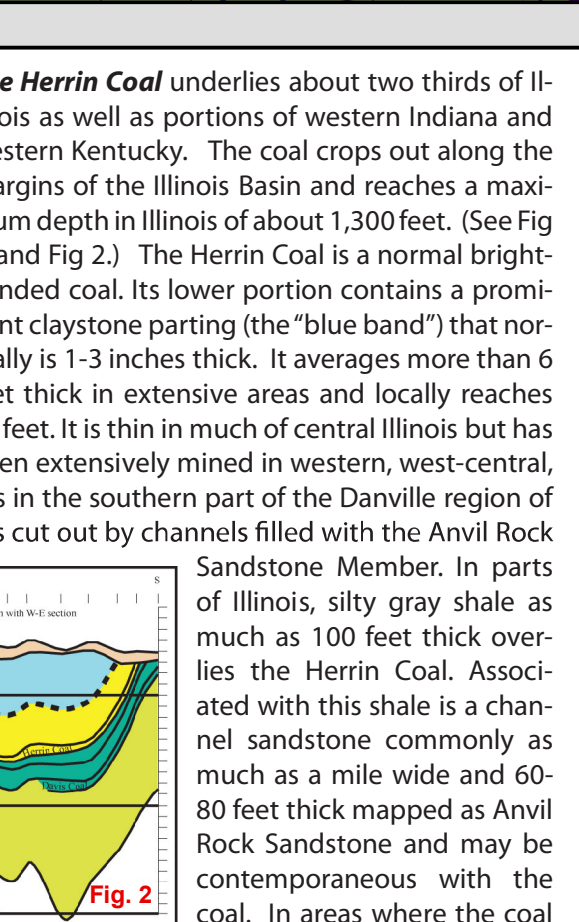 e Herrin Coal underlies about two thirds of Il-
ois as well as portions of western Indiana and
estern Kentucky. The coal crops out along the
argins of the Illinois Basin and reaches a maxi-
um depth in Illinois of about 1,300 feet. (See Fig
and Fig 2.) The Herrin Coal is a normal bright-
nded coal. Its lower portion contains a promi-
nt claystone parting (the “blue band”) that nor-
ally is 1-3 inches thick. It averages more than 6
et thick in extensive areas and locally reaches
feet. It is thin in much of central Illinois but has
en extensively mined in western, west-central,
s in the southern part of the Danville region of
s cut out by channels filled with the Anvil Rock
Sandstone Member. In parts
of Illinois, silty gray shale as
much as 100 feet thick over-
lies the Herrin Coal. Associ-
ated with this shale is a chan-
nel sandstone commonly as
much as a mile wide and 60-
80 feet thick mapped as Anvil
Rock Sandstone and may be
contemporaneous with the
coal. In areas where the coal
S
n with W-E section
Herrin Coal
Davis Coal
Fig. 2